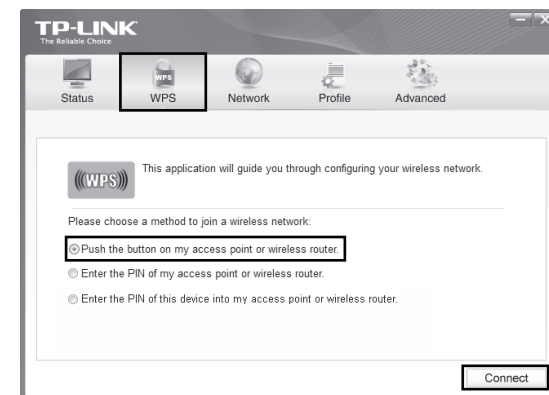 TP-LINK
The Reliable Choice
Status WPS Network Profile Advanced
WPS
This application will guide you through configuring your wireless network.
(((WPS)))
Please choose a method to join a wireless network:
Push the button on my access point or wireless router.
Enter the PIN of my access point or wireless router.
Enter the PIN of this device into my access point or wireless router.
Connect